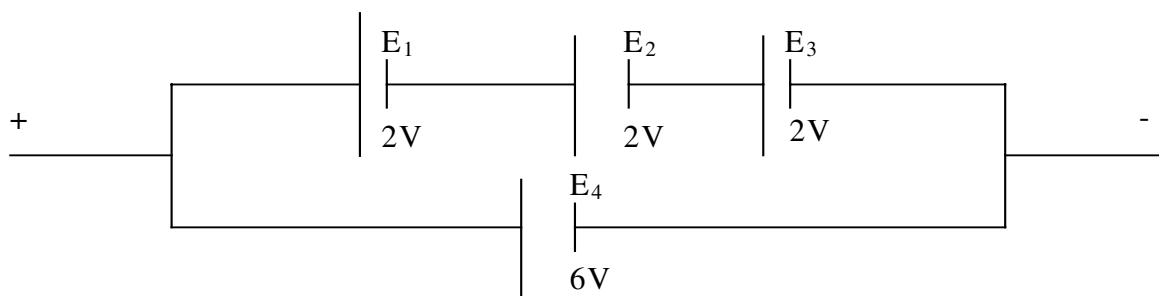 E₁ E₂ E₃
+ -
2V 2V 2V
E₄
6V